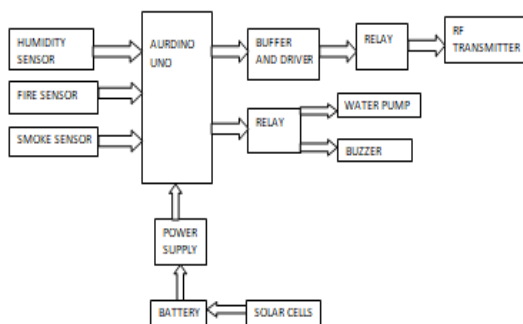 HUMIDITY
SENSOR
FIRE SENSOR
SMOKE SENSOR
AURDINO
UNO
BUFFER
AND DRIVER
RELAY
RF
TRANSMITTER
RELAY
WATER PUMP
BUZZER
POWER
SUPPLY
BATTERY
SOLAR CELLS